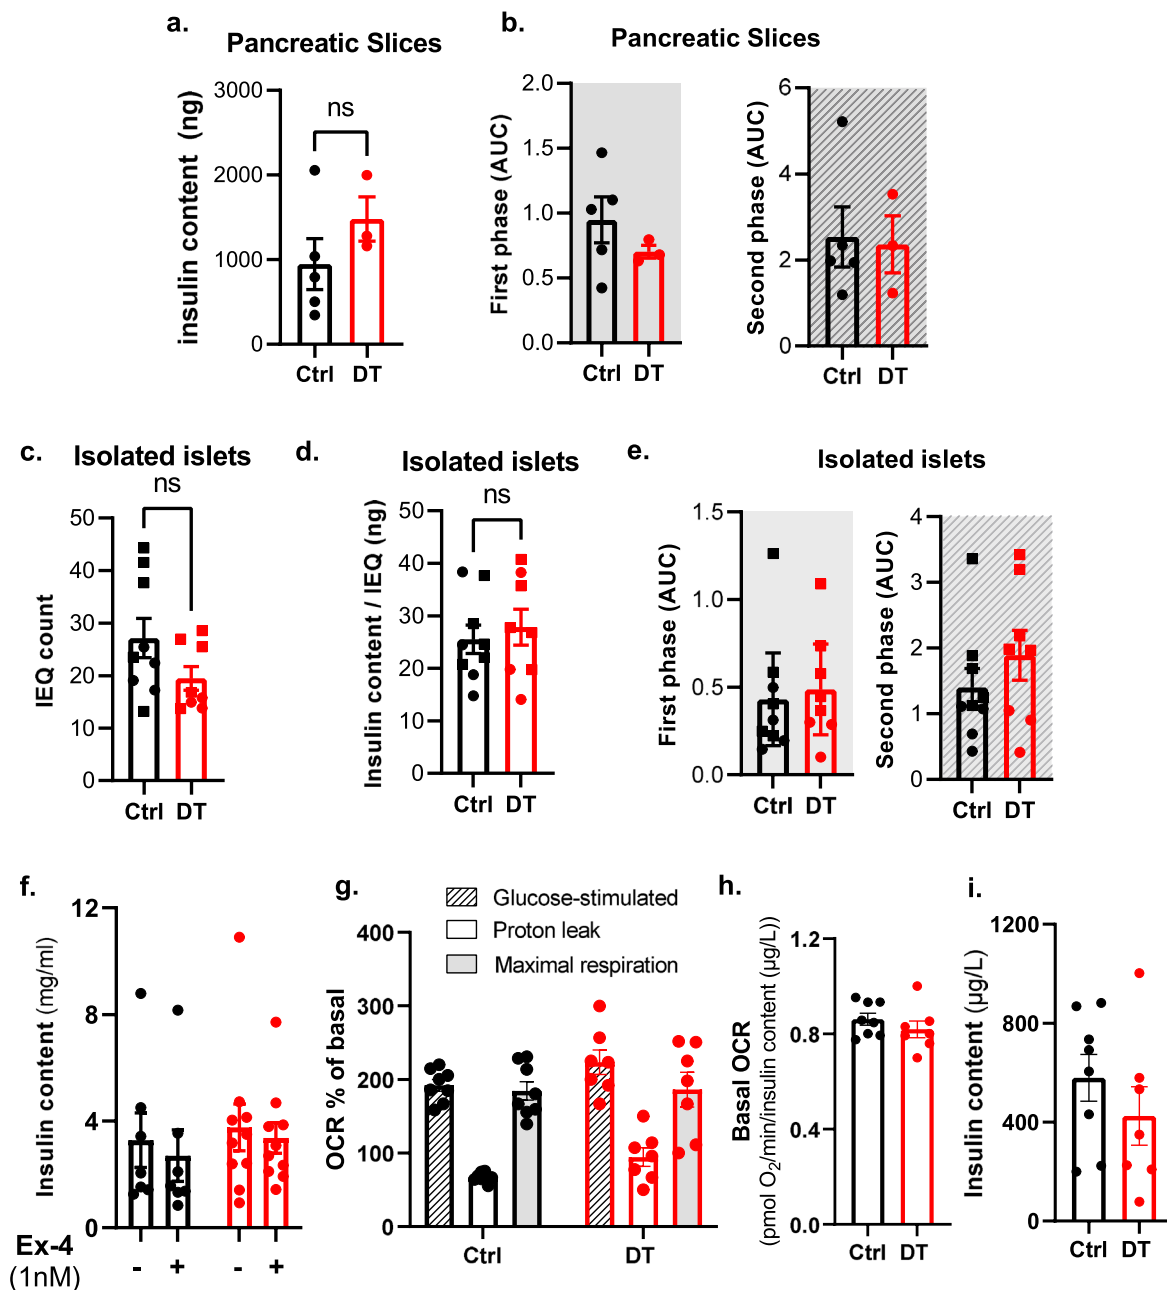 a.
Pancreatic Slices
insulin content (ng)
3000
2000
1000
0
ns
Ctrl DT
b.
Pancreatic Slices
First phase (AUC)
2.0
1.5
1.0
0.5
0.0
Ctrl DT
Second phase (AUC)
6
4
2
0
Ctrl DT
c.
Isolated islets
ns
IEQ count
50
40
30
20
10
0
Ctrl DT
d.
Isolated islets
ns
Insulin content / IEQ (ng)
50
40
30
20
10
0
Ctrl DT
e.
Isolated islets
First phase (AUC)
1.5
1.0
0.5
0.0
Ctrl DT
Second phase (AUC)
4
3
2
1
0
Ctrl DT
f.
Insulin content (mg/ml)
12
8
4
0
Ex-4
(1nM)
- + - +
g.
Glucose-stimulated
Proton leak
Maximal respiration
OCR % of basal
400
300
200
100
0
Ctrl DT
h.
Basal OCR
(pmol O2/min/insulin content (µg/L))
1.2
0.8
0.4
0.0
Ctrl DT
i.
Insulin content (µg/L)
1200
800
400
0
Ctrl DT